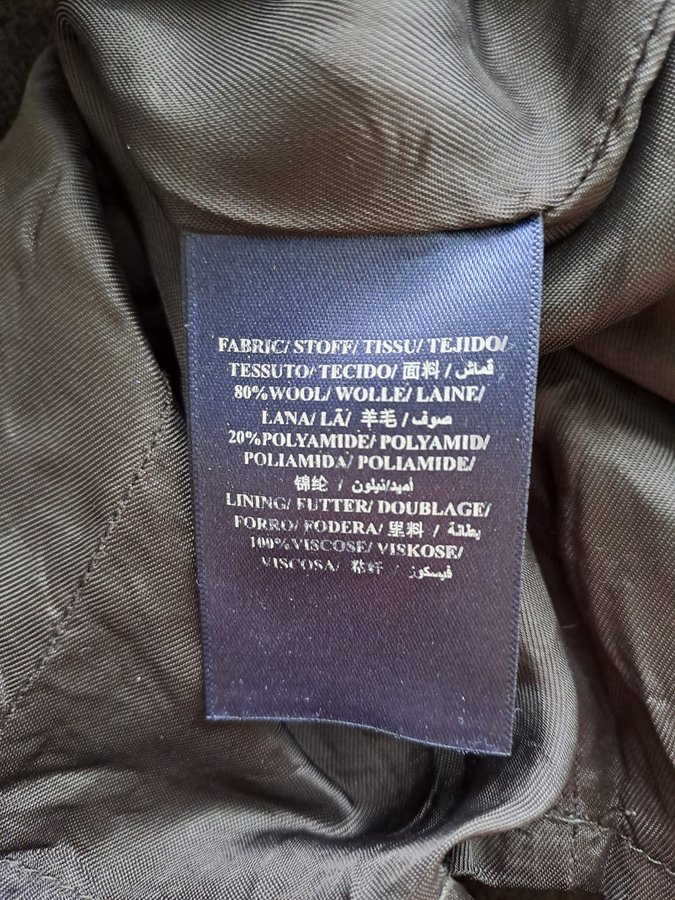 FABRIC/ STOFF/ TISSU/ TEJIDO/
TESSUTO/ TECIDO/ 面料 / قماش
80%WOOL/ WOLLE/ LAINE/
LANA/ LÃ/ 羊毛 / صوف
20%POLYAMIDE/ POLYAMID/
POLIAMIDA/ POLIAMIDE/
锦纶 / أميد/نيلون
LINING/ FUTTER/ DOUBLAGE/
FORRO/ FODERA/ 里料 / بطانة
100%VISCOSE/ VISKOSE/
VISCOSA/ 粘纤 / فيسكوز